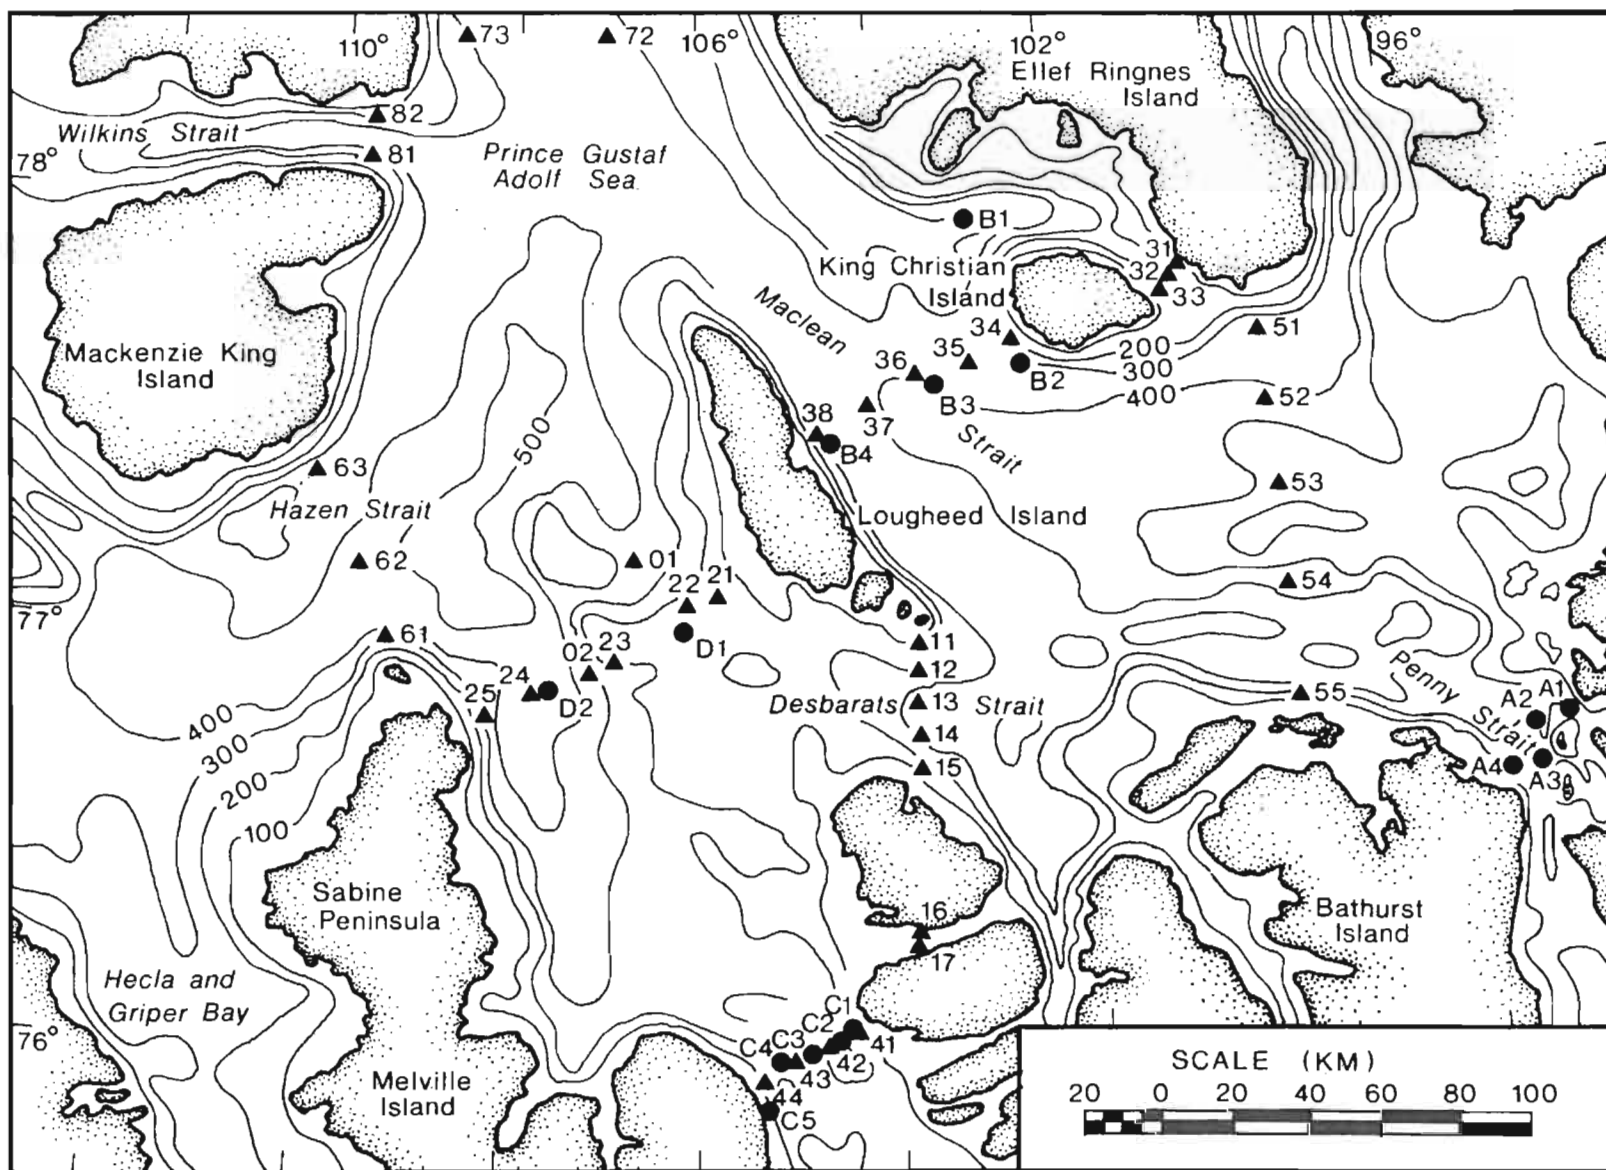 73
110°
72
106°
102°
96°
Ellef Ringnes
Island
82
Wilkins Strait
81
78°
Prince Gustaf
Adolf Sea
B1
31
32
33
King Christian
Island
Maclean
Strait
34
35
36
37
38
B2
B3
B4
200
300
400
51
52
53
54
55
Mackenzie King
Island
500
63
Hazen Strait
62
Lougheed Island
01
22
21
77°
61
02
23
D1
24
25
D2
11
12
13
14
15
Desbarats Strait
Penny
Strait
A1
A2
A3
A4
400
300
200
100
Sabine
Peninsula
Bathurst
Island
16
17
Hecla and
Griper Bay
76°
C1
C2
C3
C4
41
42
43
44
C5
Melville
Island
SCALE (KM)
20 0 20 40 60 80 100